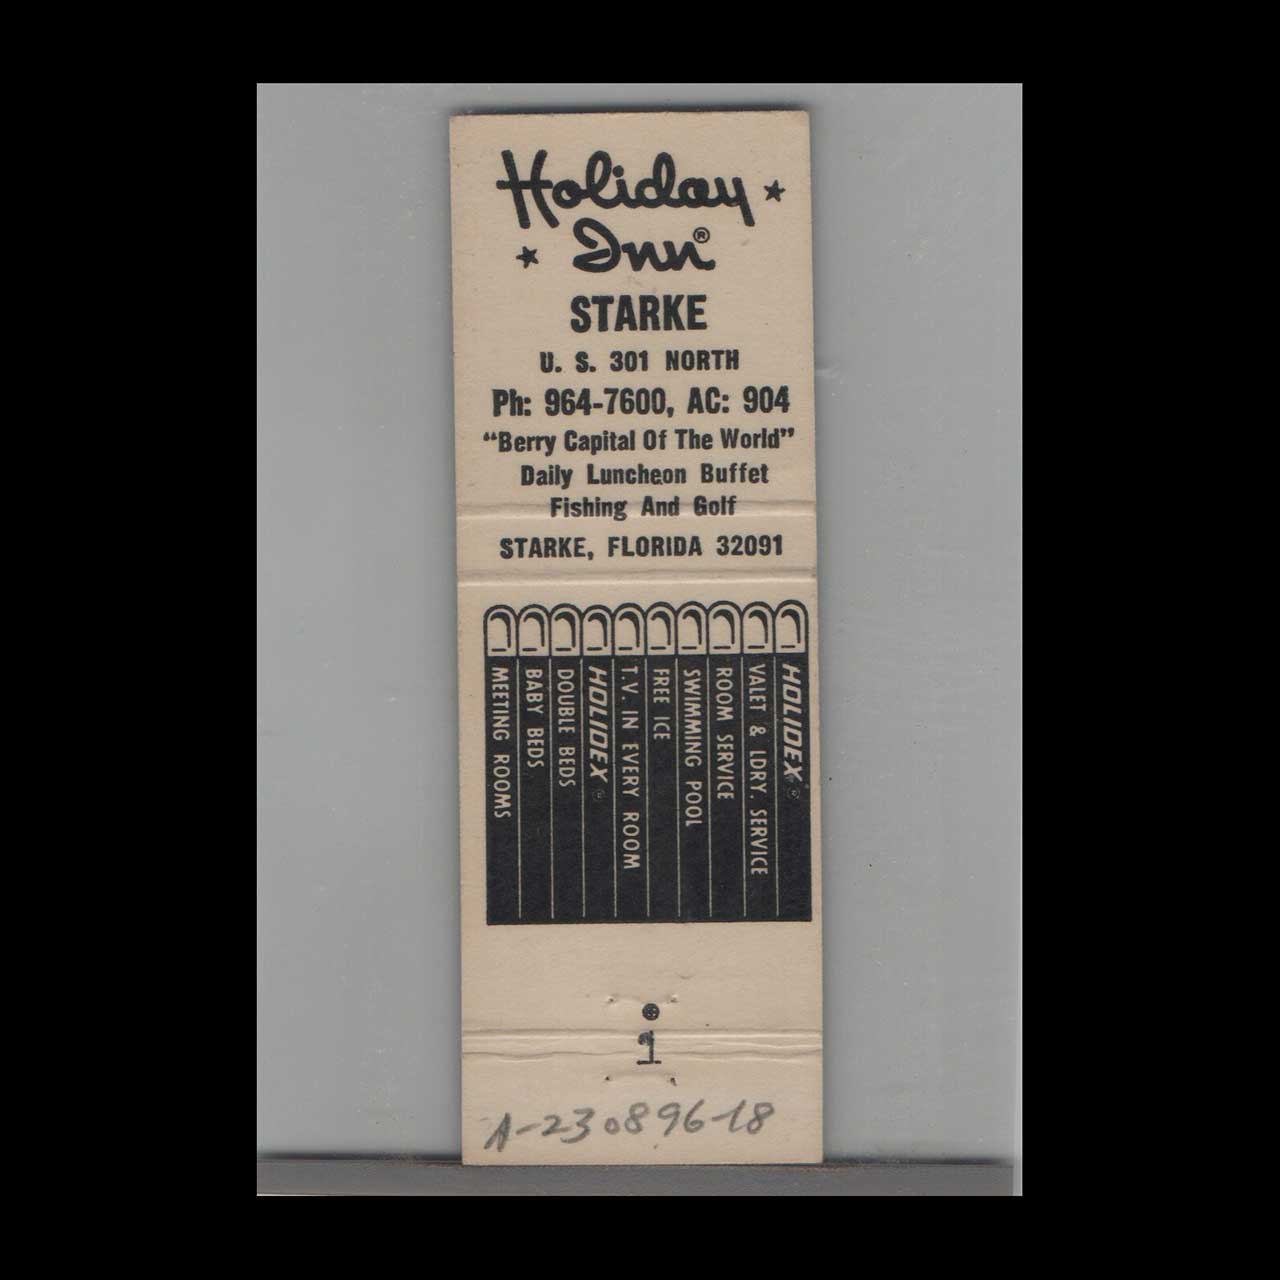 Holiday
Inn®
STARKE
U. S. 301 NORTH
Ph: 964-7600, AC: 904
“Berry Capital Of The World”
Daily Luncheon Buffet
Fishing And Golf
STARKE, FLORIDA 32091
HOLIDEX®
VALET & LDRY. SERVICE
ROOM SERVICE
SWIMMING POOL
FREE ICE
T.V. IN EVERY ROOM
HOLIDEX®
DOUBLE BEDS
BABY BEDS
MEETING ROOMS
1
A-230896-18